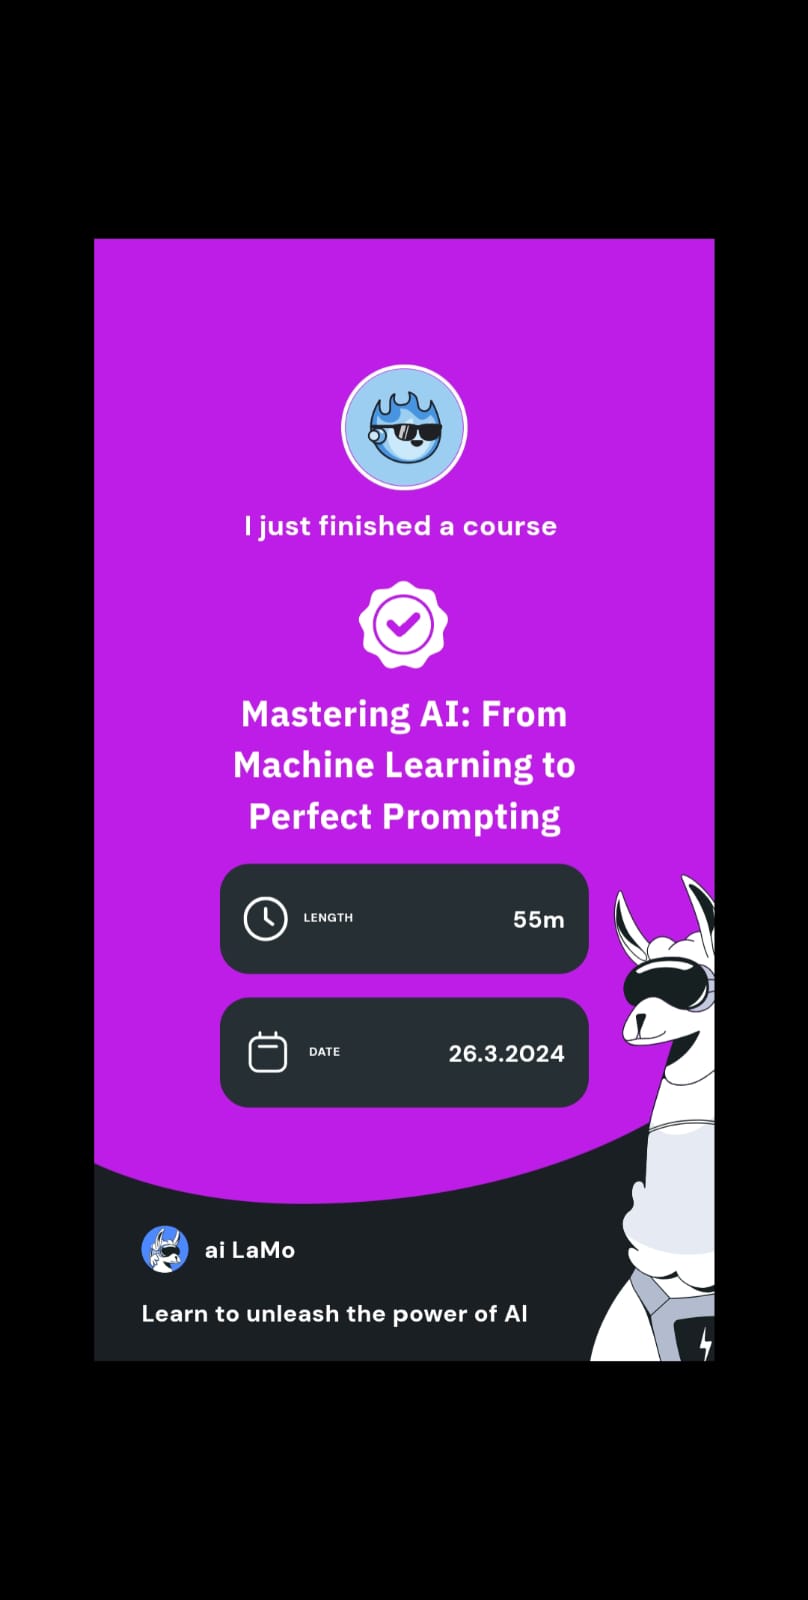 I just finished a course
Mastering AI: From
Machine Learning to
Perfect Prompting
LENGTH 55m
DATE 26.3.2024
ai LaMo
Learn to unleash the power of AI